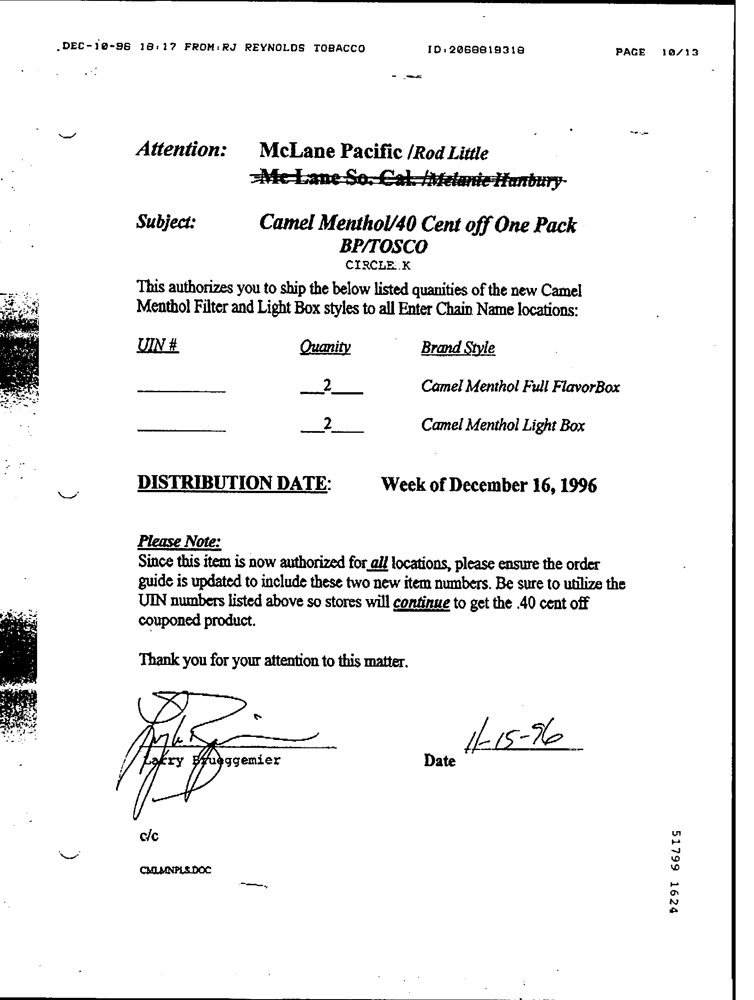 DEC-10-96 18:17 FROM:RJ REYNOLDS TOBACCO ID:2068819318 PAGE 10/13
Attention: McLane Pacific /Rod Little
Mc Lane So. Cal. /Melanie Hanbury
Subject: Camel Menthol/40 Cent off One Pack
BP/TOSCO
CIRCLE K
This authorizes you to ship the below listed quanities of the new Camel
Menthol Filter and Light Box styles to all Enter Chain Name locations:
UIN # Quanity Brand Style
2 Camel Menthol Full FlavorBox
2 Camel Menthol Light Box
DISTRIBUTION DATE: Week of December 16, 1996
Please Note:
Since this item is now authorized for all locations, please ensure the order
guide is updated to include these two new item numbers. Be sure to utilize the
UIN numbers listed above so stores will continue to get the .40 cent off
couponed product.
Thank you for your attention to this matter.
11-15-96
Larry Brueggemier Date
c/c
CMLMNPLS.DOC
51799 1624